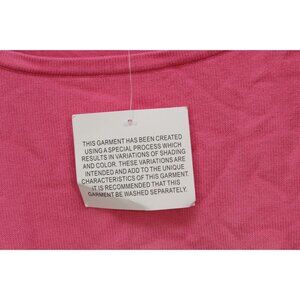 THIS GARMENT HAS BEEN CREATED
USING A SPECIAL PROCESS WHICH
RESULTS IN VARIATIONS OF SHADING
AND COLOR. THESE VARIATIONS ARE
INTENDED AND ADD TO THE UNIQUE
CHARACTERISTICS OF THIS GARMENT.
IT IS RECOMMENDED THAT THIS
GARMENT BE WASHED SEPARATELY.